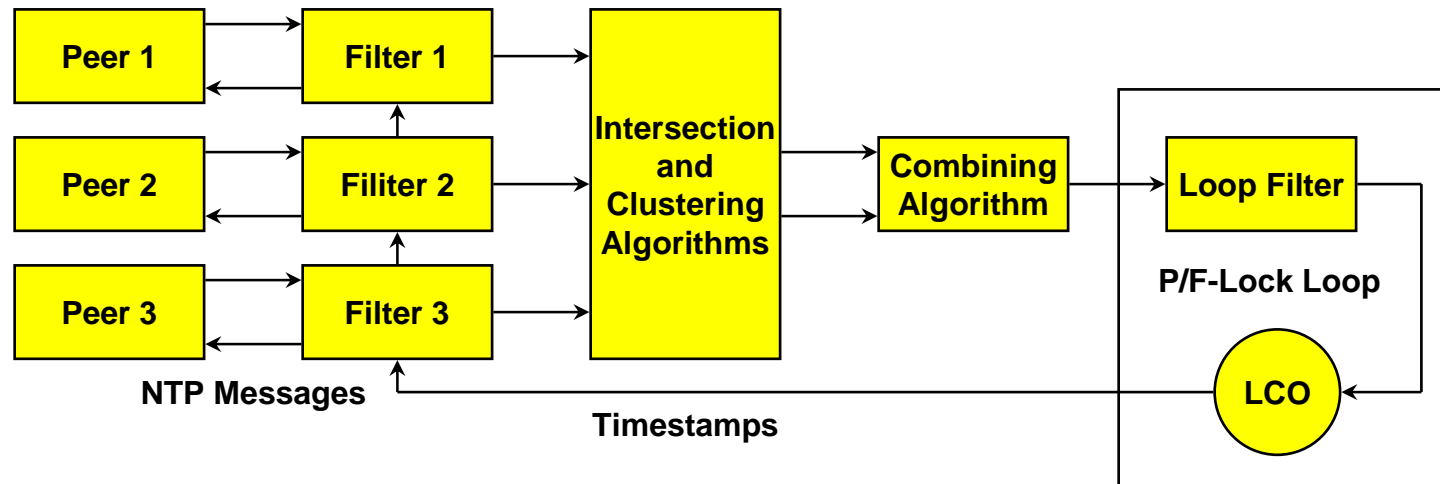 Peer 1
Filter 1
Peer 2
Filiter 2
Peer 3
Filter 3
Intersection
and
Clustering
Algorithms
Combining
Algorithm
Loop Filter
P/F-Lock Loop
LCO
NTP Messages
Timestamps